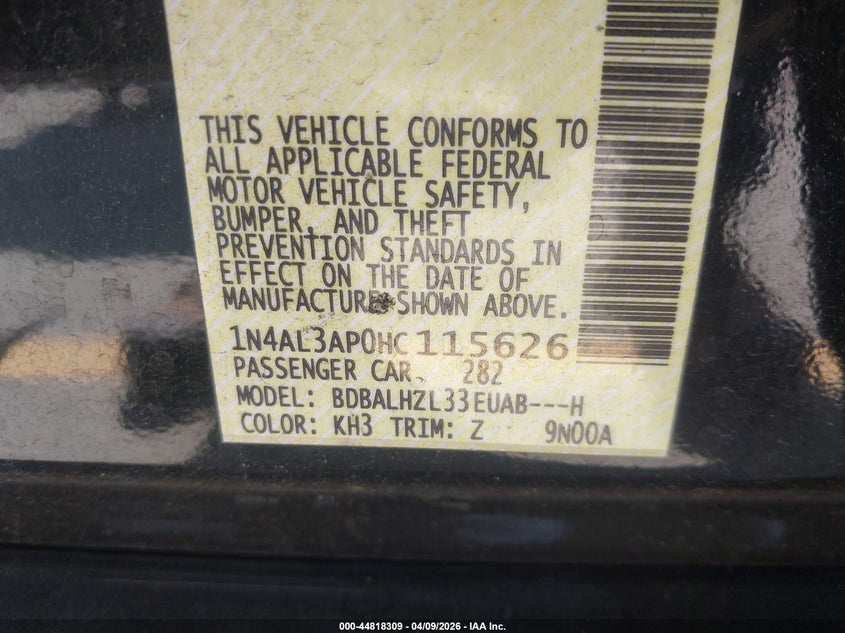 THIS VEHICLE CONFORMS TO
ALL APPLICABLE FEDERAL
MOTOR VEHICLE SAFETY,
BUMPER, AND THEFT
PREVENTION STANDARDS IN
EFFECT ON THE DATE OF
MANUFACTURE SHOWN ABOVE.
1N4AL3AP0HC115626
PASSENGER CAR 282
MODEL: BDBALHZL33EUAB---H
COLOR: KH3 TRIM: Z 9N00A
000-44818309 | 04/09/2026 - IAA Inc.